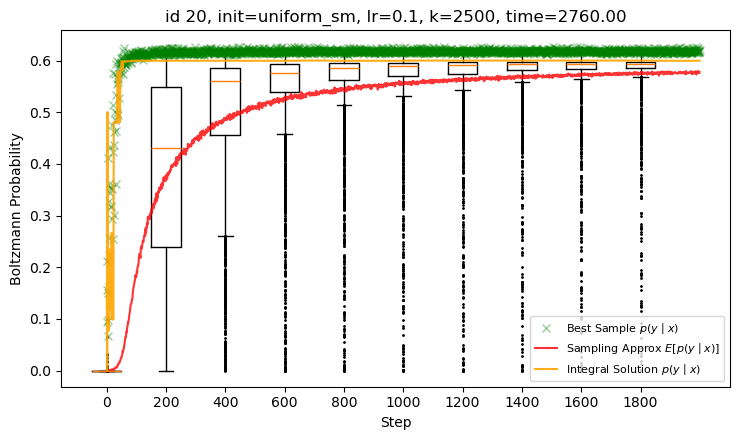 id 20, init=uniform_sm, lr=0.1, k=2500, time=2760.00
Boltzmann Probability
0.6
0.5
0.4
0.3
0.2
0.1
0.0
Best Sample p(y | x)
Sampling Approx E[p(y | x)]
Integral Solution p(y | x)
0 200 400 600 800 1000 1200 1400 1600 1800
Step